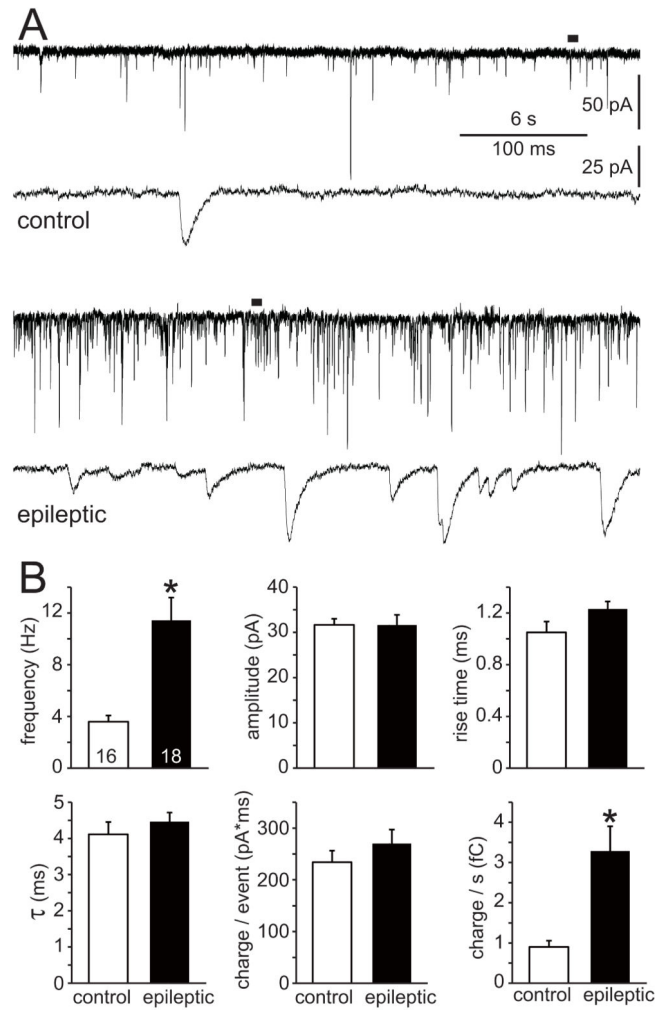 A
50 pA
6 s
100 ms
25 pA
control
epileptic
B
frequency (Hz)
12
8
4
0
*
16
18
amplitude (pA)
40
30
20
10
0
rise time (ms)
1.2
0.8
0.4
0
τ (ms)
5
4
3
2
1
0
control
epileptic
charge / event (pA*ms)
300
200
100
0
control
epileptic
charge / s (fC)
4
3
2
1
0
*
control
epileptic